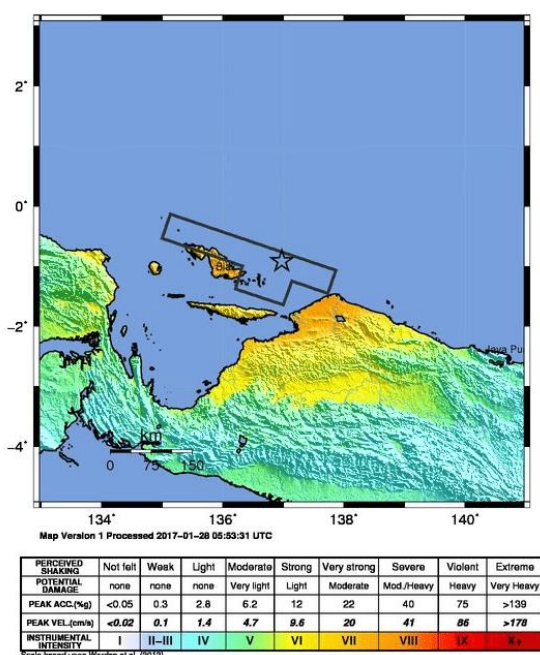 2°
0°
Biak
−2°
Jaya Pu
km
−4°
0 75 150
134° 136° 138° 140°
Map Version 1 Processed 2017−01−28 05:53:31 UTC
PERCEIVED SHAKING Not felt Weak Light Moderate Strong Very strong Severe Violent Extreme
POTENTIAL DAMAGE none none none Very light Light Moderate Mod./Heavy Heavy Very Heavy
PEAK ACC.(%g) <0.05 0.3 2.8 6.2 12 22 40 75 >139
PEAK VEL.(cm/s) <0.02 0.1 1.4 4.7 9.6 20 41 86 >178
INSTRUMENTAL INTENSITY I II−III IV V VI VII VIII IX X+